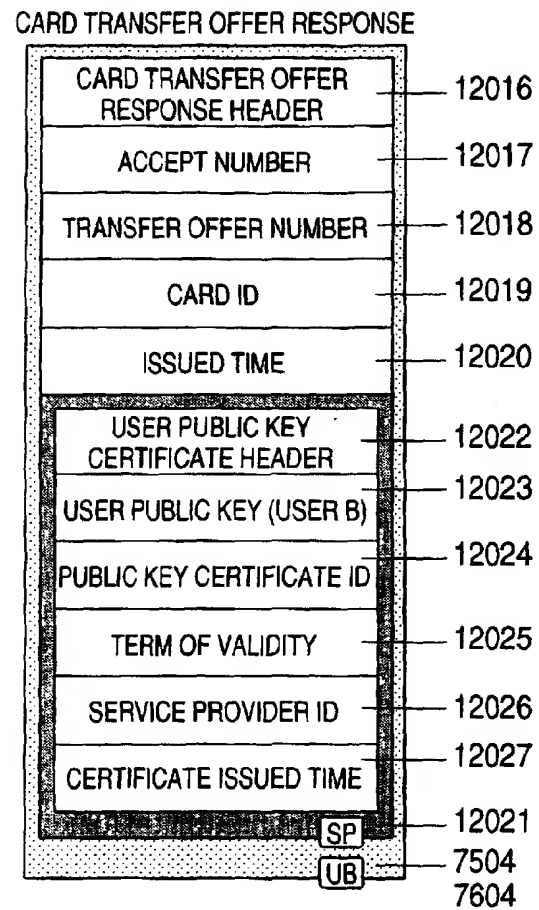 CARD TRANSFER OFFER RESPONSE
CARD TRANSFER OFFER
RESPONSE HEADER
12016
ACCEPT NUMBER
12017
TRANSFER OFFER NUMBER
12018
CARD ID
12019
ISSUED TIME
12020
USER PUBLIC KEY
CERTIFICATE HEADER
12022
USER PUBLIC KEY (USER B)
12023
PUBLIC KEY CERTIFICATE ID
12024
TERM OF VALIDITY
12025
SERVICE PROVIDER ID
12026
CERTIFICATE ISSUED TIME
12027
SP
12021
UB
7504
7604